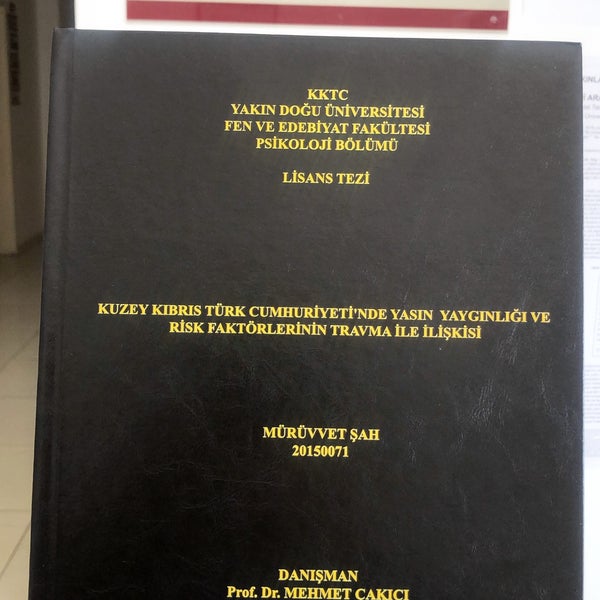 KKTC
YAKIN DOĞU ÜNİVERSİTESİ
FEN VE EDEBİYAT FAKÜLTESİ
PSİKOLOJİ BÖLÜMÜ
LİSANS TEZİ
KUZEY KIBRIS TÜRK CUMHURİYETİ'NDE YASIN YAYGINLIĞI VE
RİSK FAKTÖRLERİNİN TRAVMA İLE İLİŞKİSİ
MÜRÜVVET ŞAH
20150071
DANIŞMAN
Prof. Dr. MEHMET ÇAKICI